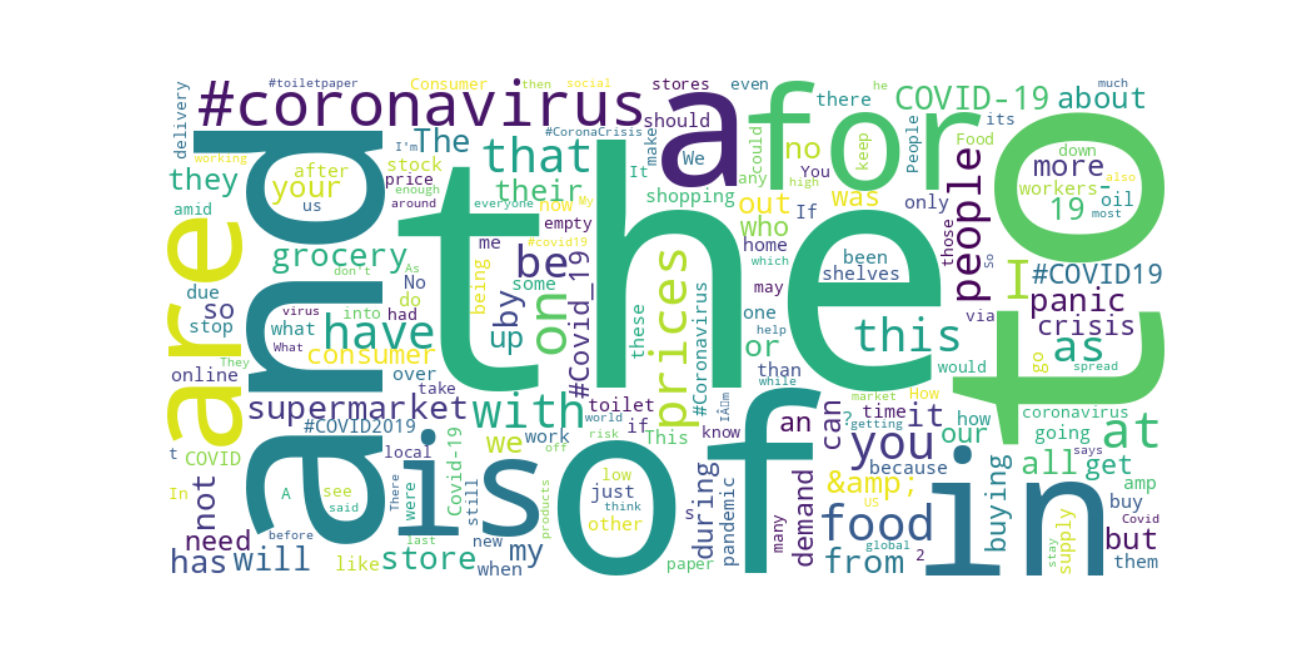 #toiletpaper
Consumer
then
social
stores
even
he
much
#coronavirus
a
for
COVID-19
about
delivery
should
there
its
to
I'm
The
#CoronaCrisis
make
We
could
no
keep
People
Food
down
more
also
working
that
It
any
You
workers
-
after
stock
they
your
price
their
shopping
high
out
was
only
19
oil
most
enough
us
around
everyone
now
My
who
If
people
those
So
amid
empty
and
the
are
grocery
me
be
#covid19
home
been
shelves
which
I
#COVID19
don't
As
No
being
some
may
panic
due
so
do
by
on
#Covid_19
these
prices
#Coronavirus
one
help
this
via
crisis
stop
virus
into
had
what
have
up
or
as
What
consumer
They
online
over
than
while
would
go
spread
take
supermarket
with
toilet
world
an
can
market
How
?
time
getting
it
how
coronavirus
#COVID2019
if
our
going
at
we
work
risk
This
know
you
says
t
COVID
local
is
off
of
because
all
get
In
not
A
see
said
There
were
Covid-19
still
low
just
think
other
s
during
pandemic
many
demand
&amp;
US
food
in
buying
amp
buy
Covid
need
before
last
products
new
my
global
stay
supply
but
has
will
like
store
when
paper
from
2
them